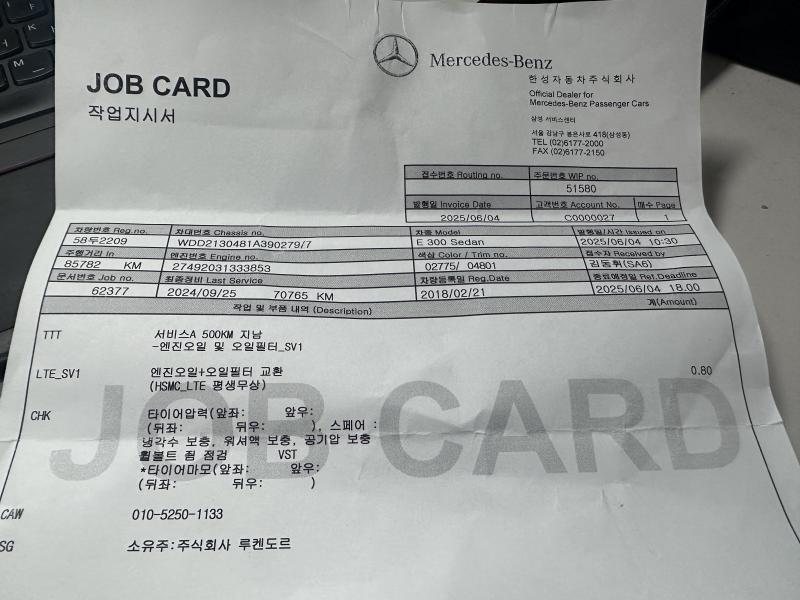 Mercedes-Benz
한성자동차주식회사
JOB CARD
작업지시서
Official Dealer for
Mercedes-Benz Passenger Cars
삼성 서비스센터
서울 강남구 봉은사로 418(삼성동)
TEL (02)6177-2000
FAX (02)6177-2150
접수번호 Routing no. 주문번호 WIP no.
51580
발행일 Invoice Date 고객번호 Account No. 매수 Page
2025/06/04 C0000027 1
차량번호 Reg.no. 차대번호 Chassis no. 차종 Model 발행일/시간 Issued on
58두2209 WDD2130481A390279/7 E 300 Sedan 2025/06/04 10:30
주행거리 In 엔진번호 Engine no. 색상 Color / Trim no. 접수자 Received by
85782 KM 27492031333853 02775/ 04801 김동휘(SA6)
문서번호 Job no. 최종정비 Last Service 차량등록일 Reg.Date 종료예정일 Ref.Deadline
62377 2024/09/25 70765 KM 2018/02/21 2025/06/04 18.00
작업 및 부품 내역 (Description) 계(Amount)
TTT 서비스A 500KM 지남
-엔진오일 및 오일필터_SV1
LTE_SV1 엔진오일+오일필터 교환 0.80
(HSMC_LTE 평생무상)
CHK 타이어압력(앞좌: 앞우:
(뒤좌: 뒤우: ), 스페어 :
냉각수 보충, 워셔액 보충, 공기압 보충
휠볼트 죔 점검 VST
*타이어마모(앞좌: 앞우:
(뒤좌: 뒤우: )
JOB CARD
CAW 010-5250-1133
SG 소유주:주식회사 루켄도르